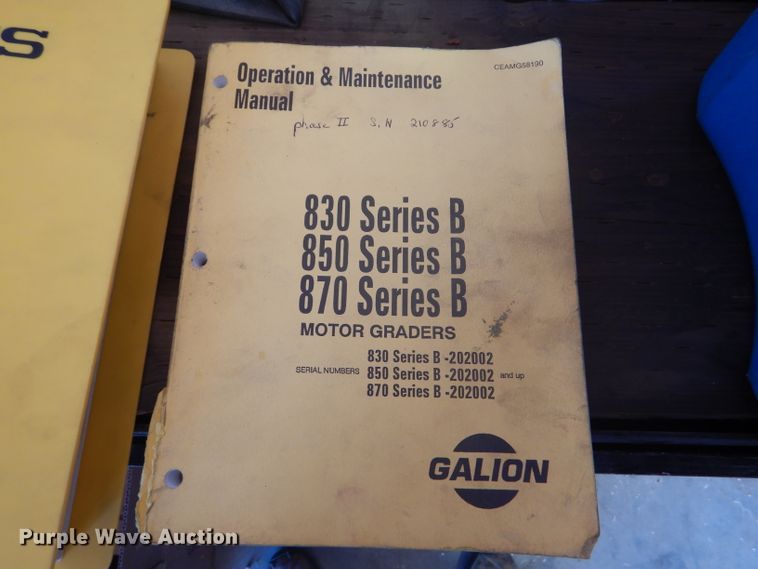 S
CEAMG58190
Operation & Maintenance
Manual
phase II S.N 210885
830 Series B
850 Series B
870 Series B
MOTOR GRADERS
830 Series B -202002
SERIAL NUMBERS 850 Series B -202002 and up
870 Series B -202002
GALION
Purple Wave Auction